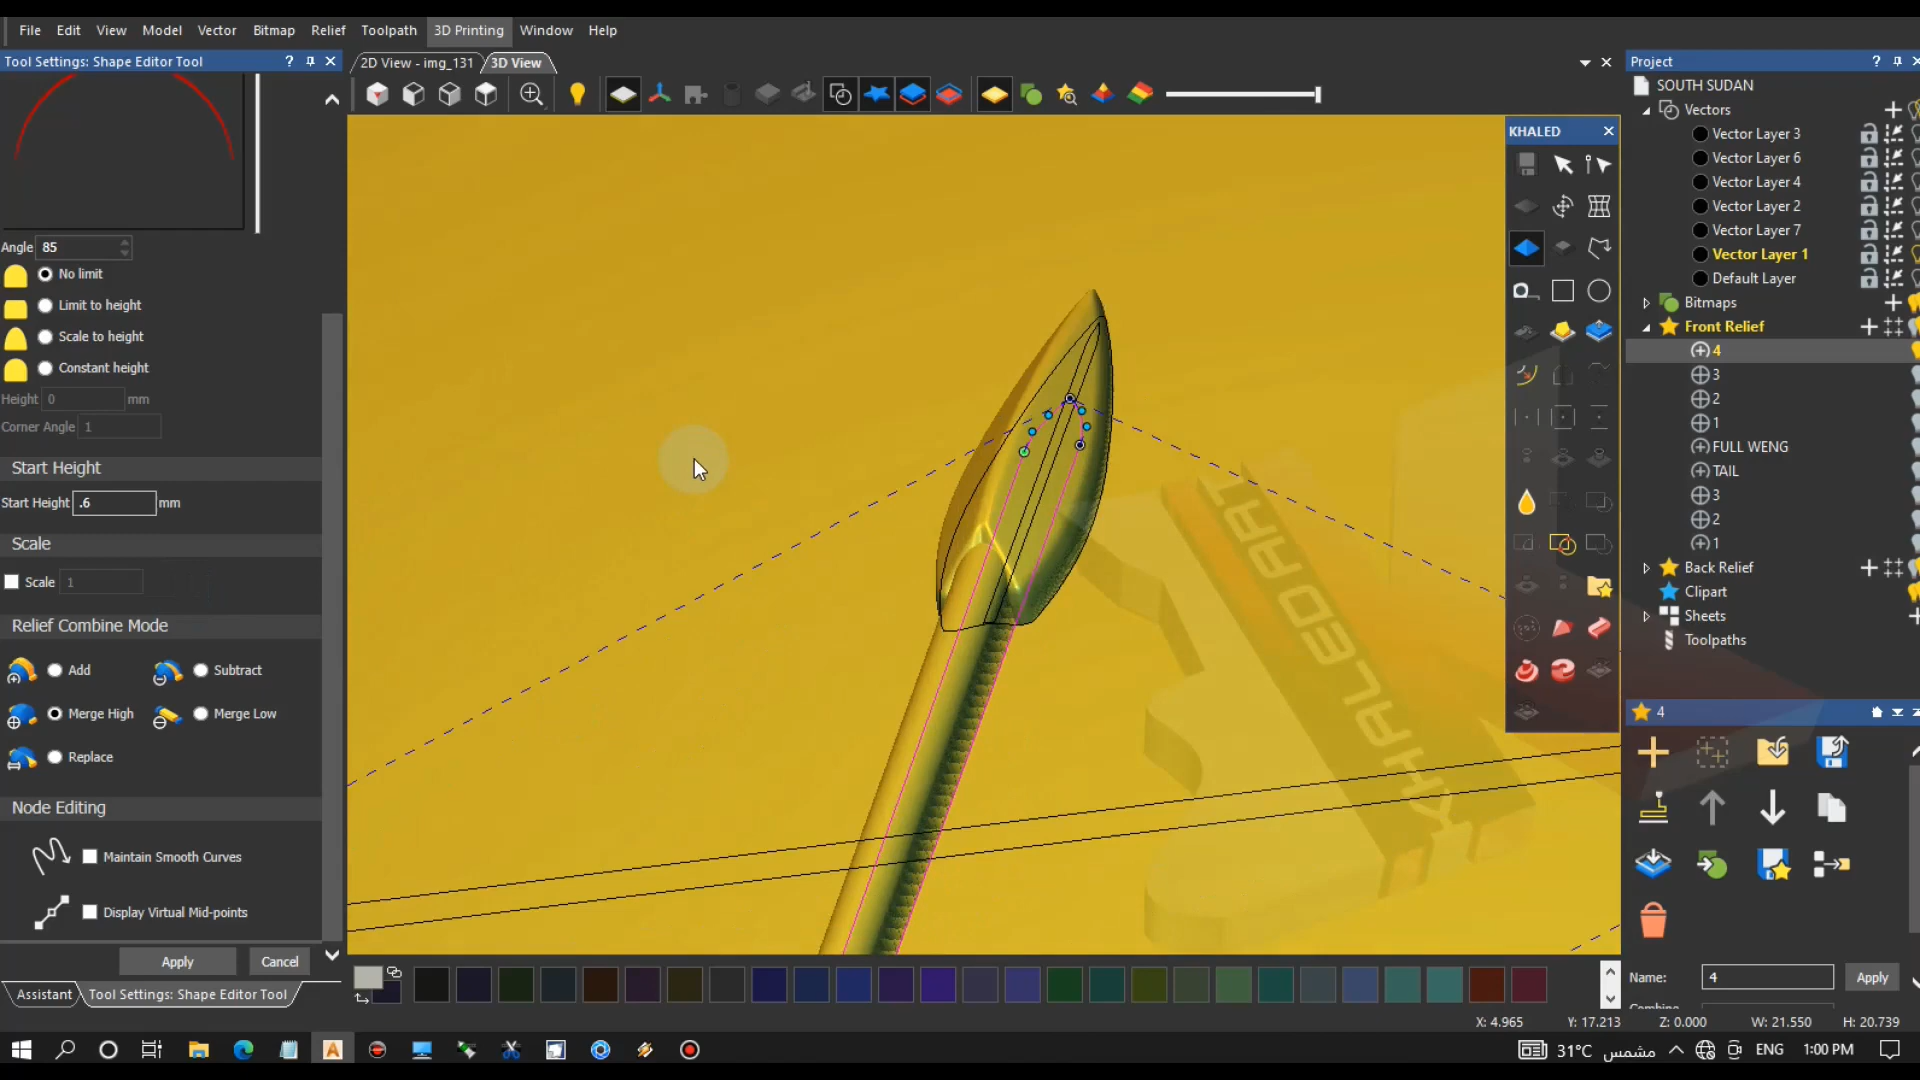 File Edit View Model Vector Bitmap Relief Toolpath 3D Printing Window Help
Tool Settings: Shape Editor Tool ?
2D View - img_131 3D View
Project ?
SOUTH SUDAN
Vectors
Vector Layer 3
Vector Layer 6
Vector Layer 4
Vector Layer 2
Vector Layer 7
Vector Layer 1
Default Layer
Bitmaps
Front Relief
4
3
2
1
FULL WENG
TAIL
3
2
1
Back Relief
Clipart
Sheets
Toolpaths
KHALED
Angle 85
No limit
Limit to height
Scale to height
Constant height
Height 0 mm
Corner Angle 1
Start Height
Start Height .6 mm
Scale
Scale 1
Relief Combine Mode
Add Subtract
Merge High Merge Low
Replace
Node Editing
Maintain Smooth Curves
Display Virtual Mid-points
Apply Cancel
Assistant Tool Settings: Shape Editor Tool
KHALEDART
4
Name: 4 Apply
X: 4.965 Y: 17.213 Z: 0.000 W: 21.550 H: 20.739
31°C مشمس ENG 1:00 PM